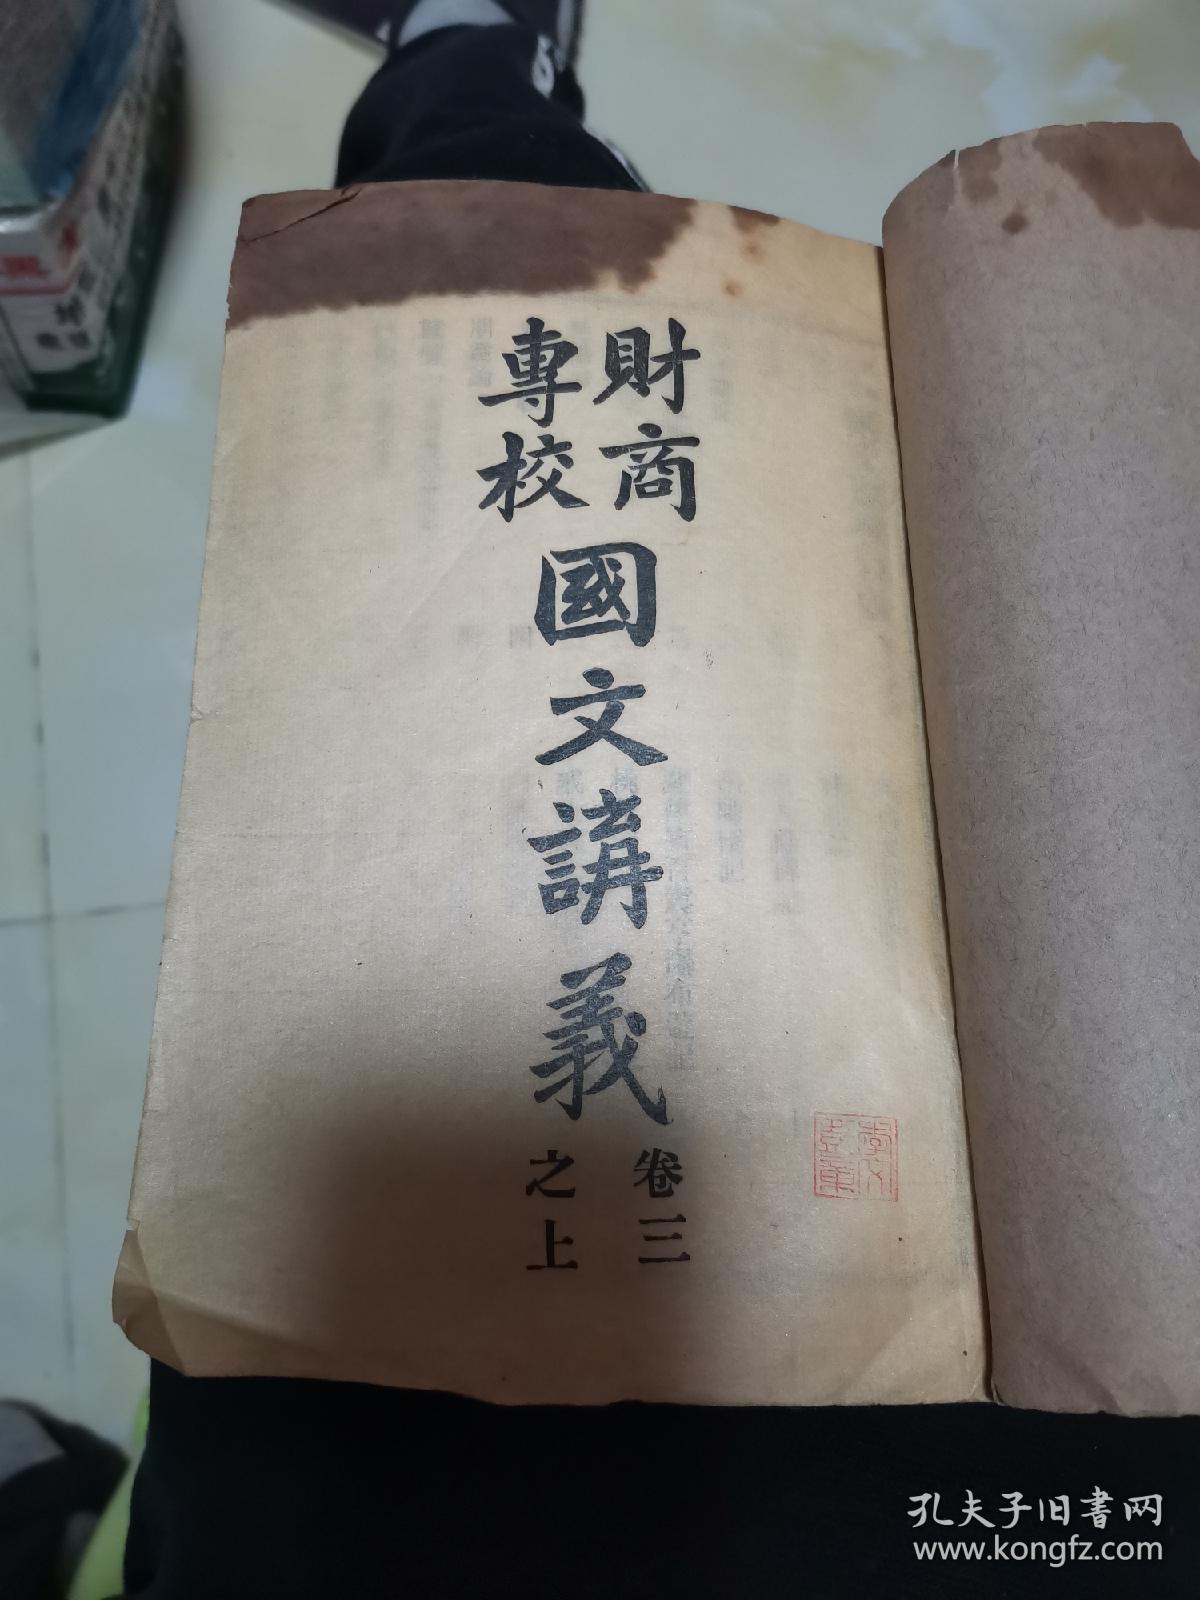 財商
專校
國文講義
卷三
之上
孔夫子旧書网
www.kongfz.com